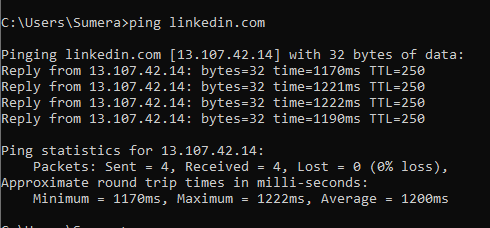 C:\Users\Sumera>ping linkedin.com
Pinging linkedin.com [13.107.42.14] with 32 bytes of data:
Reply from 13.107.42.14: bytes=32 time=1170ms TTL=250
Reply from 13.107.42.14: bytes=32 time=1221ms TTL=250
Reply from 13.107.42.14: bytes=32 time=1222ms TTL=250
Reply from 13.107.42.14: bytes=32 time=1190ms TTL=250
Ping statistics for 13.107.42.14:
Packets: Sent = 4, Received = 4, Lost = 0 (0% loss),
Approximate round trip times in milli-seconds:
Minimum = 1170ms, Maximum = 1222ms, Average = 1200ms